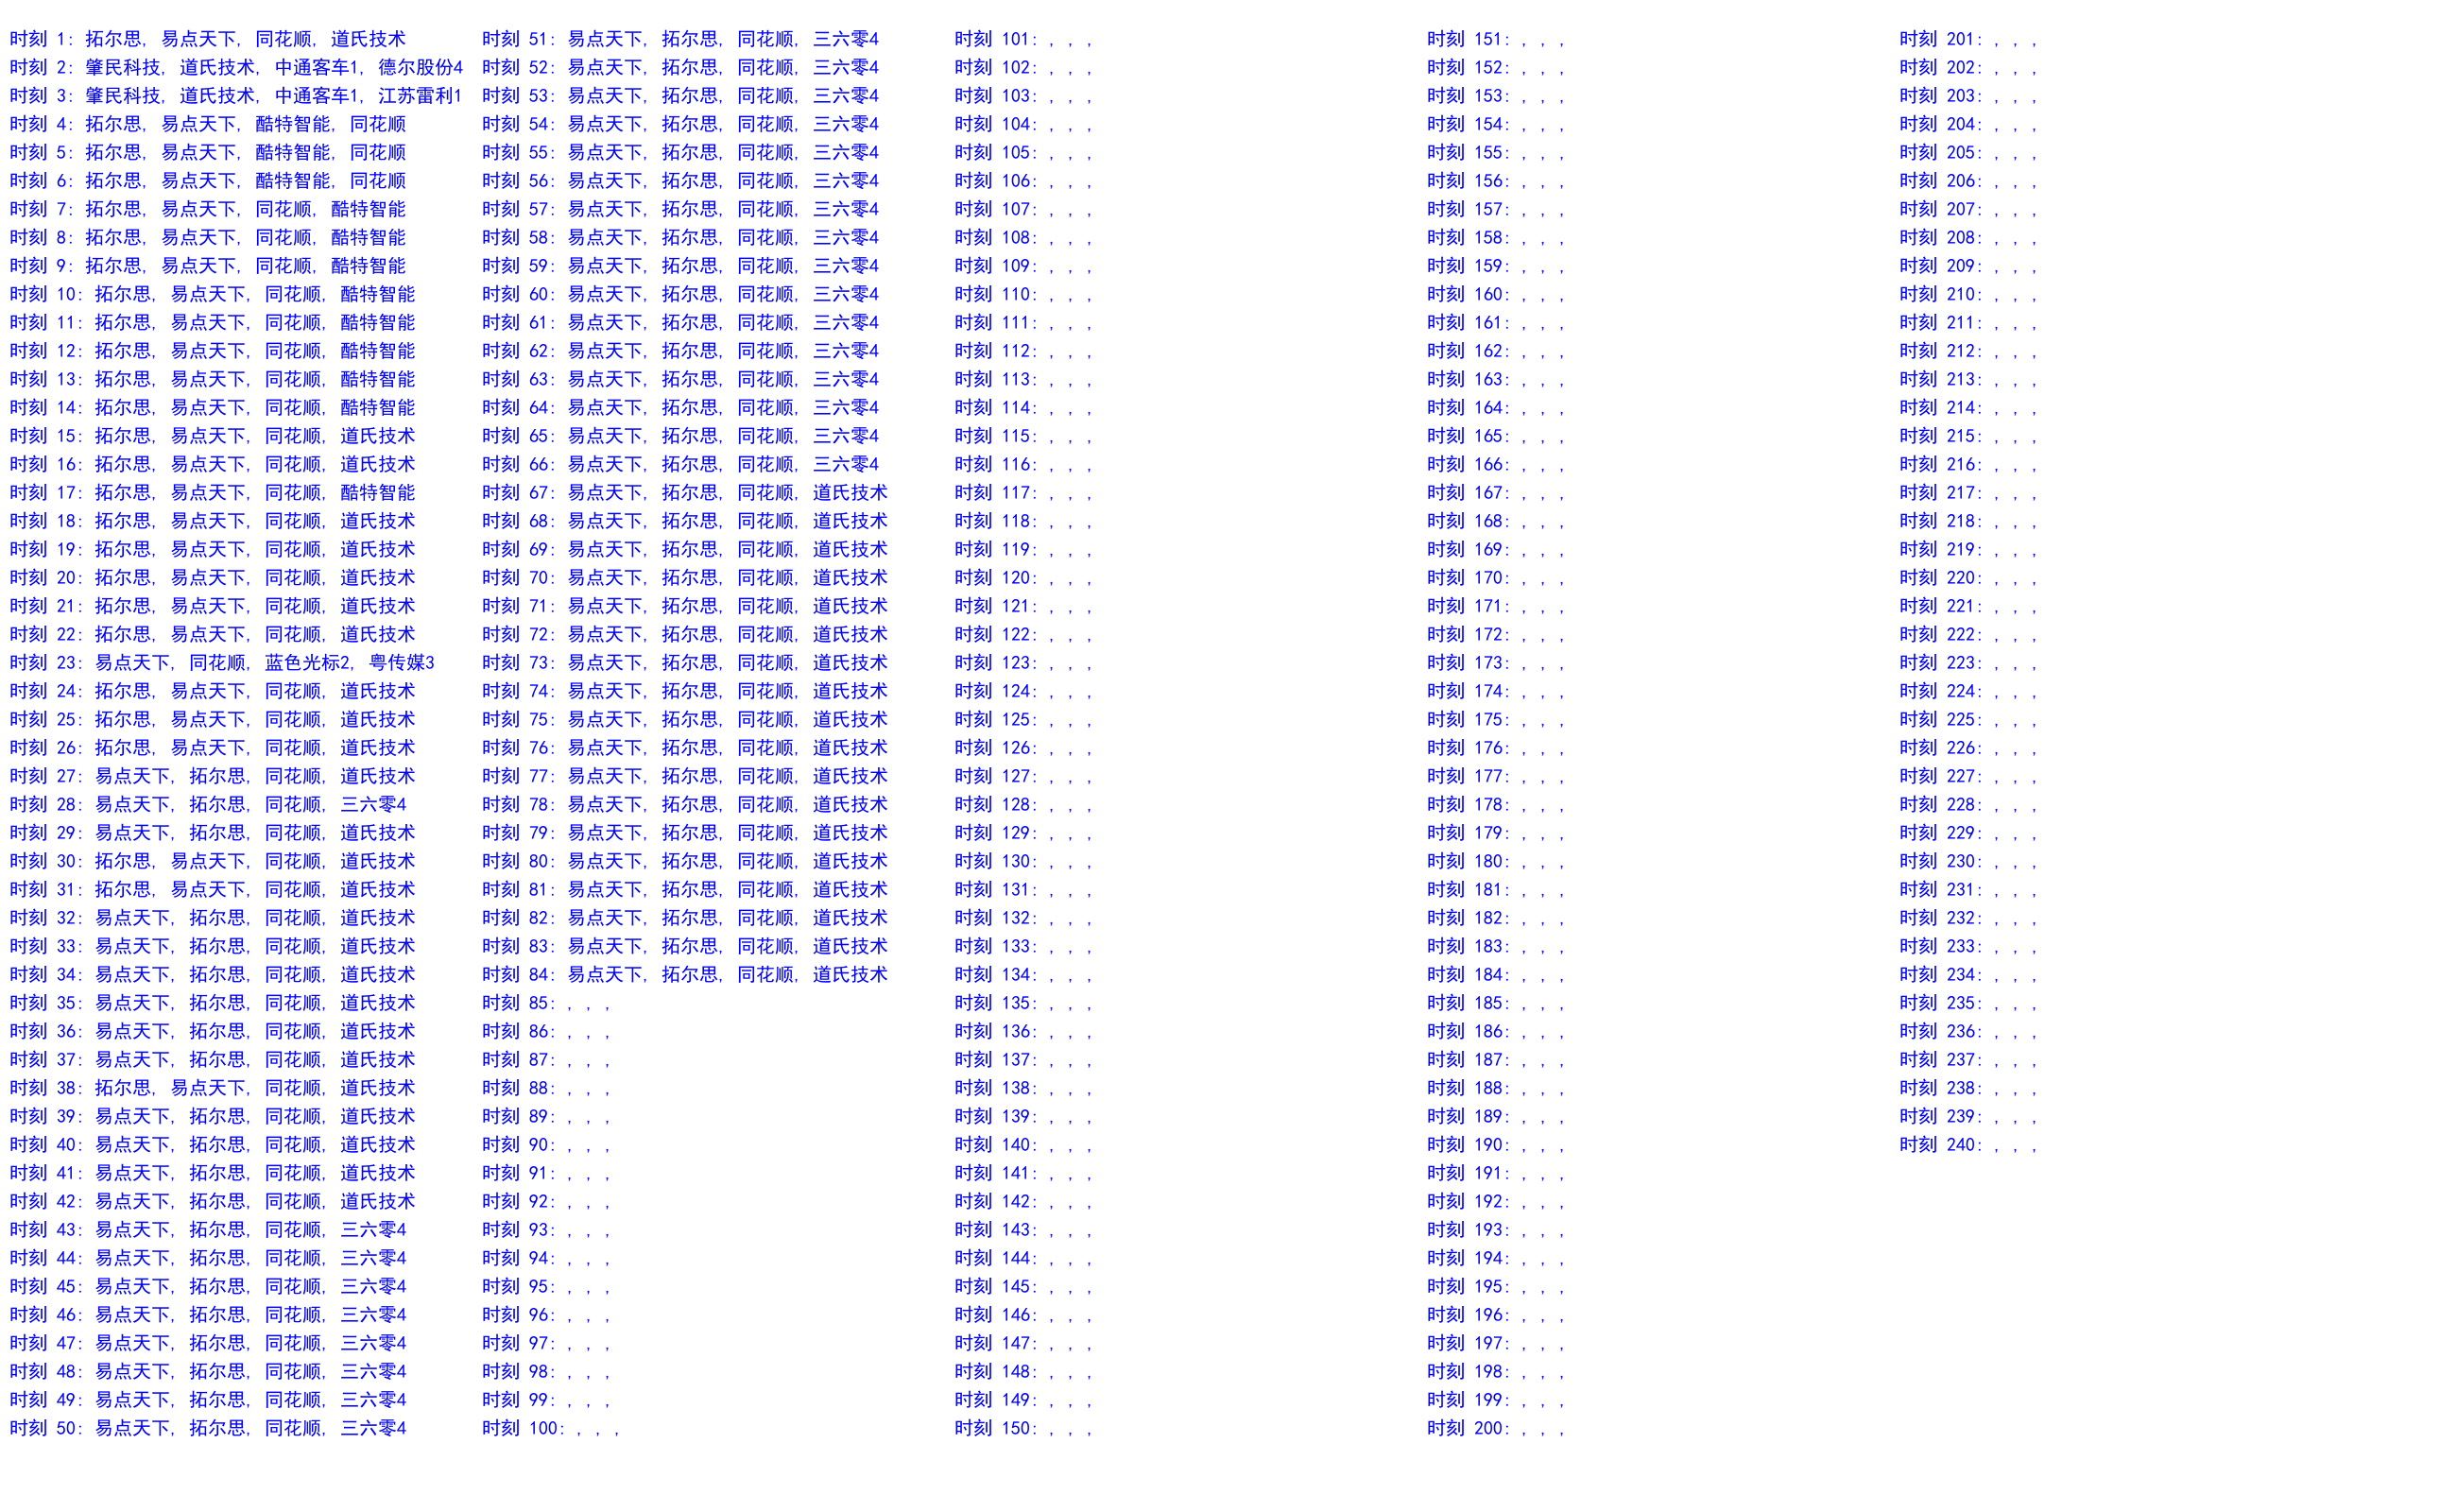 时刻 1: 拓尔思, 易点天下, 同花顺, 道氏技术
时刻 2: 肇民科技, 道氏技术, 中通客车1, 德尔股份4
时刻 3: 肇民科技, 道氏技术, 中通客车1, 江苏雷利1
时刻 4: 拓尔思, 易点天下, 酷特智能, 同花顺
时刻 5: 拓尔思, 易点天下, 酷特智能, 同花顺
时刻 6: 拓尔思, 易点天下, 酷特智能, 同花顺
时刻 7: 拓尔思, 易点天下, 同花顺, 酷特智能
时刻 8: 拓尔思, 易点天下, 同花顺, 酷特智能
时刻 9: 拓尔思, 易点天下, 同花顺, 酷特智能
时刻 10: 拓尔思, 易点天下, 同花顺, 酷特智能
时刻 11: 拓尔思, 易点天下, 同花顺, 酷特智能
时刻 12: 拓尔思, 易点天下, 同花顺, 酷特智能
时刻 13: 拓尔思, 易点天下, 同花顺, 酷特智能
时刻 14: 拓尔思, 易点天下, 同花顺, 酷特智能
时刻 15: 拓尔思, 易点天下, 同花顺, 道氏技术
时刻 16: 拓尔思, 易点天下, 同花顺, 道氏技术
时刻 17: 拓尔思, 易点天下, 同花顺, 酷特智能
时刻 18: 拓尔思, 易点天下, 同花顺, 道氏技术
时刻 19: 拓尔思, 易点天下, 同花顺, 道氏技术
时刻 20: 拓尔思, 易点天下, 同花顺, 道氏技术
时刻 21: 拓尔思, 易点天下, 同花顺, 道氏技术
时刻 22: 拓尔思, 易点天下, 同花顺, 道氏技术
时刻 23: 易点天下, 同花顺, 蓝色光标2, 粤传媒3
时刻 24: 拓尔思, 易点天下, 同花顺, 道氏技术
时刻 25: 拓尔思, 易点天下, 同花顺, 道氏技术
时刻 26: 拓尔思, 易点天下, 同花顺, 道氏技术
时刻 27: 易点天下, 拓尔思, 同花顺, 道氏技术
时刻 28: 易点天下, 拓尔思, 同花顺, 三六零4
时刻 29: 易点天下, 拓尔思, 同花顺, 道氏技术
时刻 30: 拓尔思, 易点天下, 同花顺, 道氏技术
时刻 31: 拓尔思, 易点天下, 同花顺, 道氏技术
时刻 32: 易点天下, 拓尔思, 同花顺, 道氏技术
时刻 33: 易点天下, 拓尔思, 同花顺, 道氏技术
时刻 34: 易点天下, 拓尔思, 同花顺, 道氏技术
时刻 35: 易点天下, 拓尔思, 同花顺, 道氏技术
时刻 36: 易点天下, 拓尔思, 同花顺, 道氏技术
时刻 37: 易点天下, 拓尔思, 同花顺, 道氏技术
时刻 38: 拓尔思, 易点天下, 同花顺, 道氏技术
时刻 39: 易点天下, 拓尔思, 同花顺, 道氏技术
时刻 40: 易点天下, 拓尔思, 同花顺, 道氏技术
时刻 41: 易点天下, 拓尔思, 同花顺, 道氏技术
时刻 42: 易点天下, 拓尔思, 同花顺, 道氏技术
时刻 43: 易点天下, 拓尔思, 同花顺, 三六零4
时刻 44: 易点天下, 拓尔思, 同花顺, 三六零4
时刻 45: 易点天下, 拓尔思, 同花顺, 三六零4
时刻 46: 易点天下, 拓尔思, 同花顺, 三六零4
时刻 47: 易点天下, 拓尔思, 同花顺, 三六零4
时刻 48: 易点天下, 拓尔思, 同花顺, 三六零4
时刻 49: 易点天下, 拓尔思, 同花顺, 三六零4
时刻 50: 易点天下, 拓尔思, 同花顺, 三六零4
时刻 51: 易点天下, 拓尔思, 同花顺, 三六零4
时刻 52: 易点天下, 拓尔思, 同花顺, 三六零4
时刻 53: 易点天下, 拓尔思, 同花顺, 三六零4
时刻 54: 易点天下, 拓尔思, 同花顺, 三六零4
时刻 55: 易点天下, 拓尔思, 同花顺, 三六零4
时刻 56: 易点天下, 拓尔思, 同花顺, 三六零4
时刻 57: 易点天下, 拓尔思, 同花顺, 三六零4
时刻 58: 易点天下, 拓尔思, 同花顺, 三六零4
时刻 59: 易点天下, 拓尔思, 同花顺, 三六零4
时刻 60: 易点天下, 拓尔思, 同花顺, 三六零4
时刻 61: 易点天下, 拓尔思, 同花顺, 三六零4
时刻 62: 易点天下, 拓尔思, 同花顺, 三六零4
时刻 63: 易点天下, 拓尔思, 同花顺, 三六零4
时刻 64: 易点天下, 拓尔思, 同花顺, 三六零4
时刻 65: 易点天下, 拓尔思, 同花顺, 三六零4
时刻 66: 易点天下, 拓尔思, 同花顺, 三六零4
时刻 67: 易点天下, 拓尔思, 同花顺, 道氏技术
时刻 68: 易点天下, 拓尔思, 同花顺, 道氏技术
时刻 69: 易点天下, 拓尔思, 同花顺, 道氏技术
时刻 70: 易点天下, 拓尔思, 同花顺, 道氏技术
时刻 71: 易点天下, 拓尔思, 同花顺, 道氏技术
时刻 72: 易点天下, 拓尔思, 同花顺, 道氏技术
时刻 73: 易点天下, 拓尔思, 同花顺, 道氏技术
时刻 74: 易点天下, 拓尔思, 同花顺, 道氏技术
时刻 75: 易点天下, 拓尔思, 同花顺, 道氏技术
时刻 76: 易点天下, 拓尔思, 同花顺, 道氏技术
时刻 77: 易点天下, 拓尔思, 同花顺, 道氏技术
时刻 78: 易点天下, 拓尔思, 同花顺, 道氏技术
时刻 79: 易点天下, 拓尔思, 同花顺, 道氏技术
时刻 80: 易点天下, 拓尔思, 同花顺, 道氏技术
时刻 81: 易点天下, 拓尔思, 同花顺, 道氏技术
时刻 82: 易点天下, 拓尔思, 同花顺, 道氏技术
时刻 83: 易点天下, 拓尔思, 同花顺, 道氏技术
时刻 84: 易点天下, 拓尔思, 同花顺, 道氏技术
时刻 85: , , ,
时刻 86: , , ,
时刻 87: , , ,
时刻 88: , , ,
时刻 89: , , ,
时刻 90: , , ,
时刻 91: , , ,
时刻 92: , , ,
时刻 93: , , ,
时刻 94: , , ,
时刻 95: , , ,
时刻 96: , , ,
时刻 97: , , ,
时刻 98: , , ,
时刻 99: , , ,
时刻 100: , , ,
时刻 101: , , ,
时刻 102: , , ,
时刻 103: , , ,
时刻 104: , , ,
时刻 105: , , ,
时刻 106: , , ,
时刻 107: , , ,
时刻 108: , , ,
时刻 109: , , ,
时刻 110: , , ,
时刻 111: , , ,
时刻 112: , , ,
时刻 113: , , ,
时刻 114: , , ,
时刻 115: , , ,
时刻 116: , , ,
时刻 117: , , ,
时刻 118: , , ,
时刻 119: , , ,
时刻 120: , , ,
时刻 121: , , ,
时刻 122: , , ,
时刻 123: , , ,
时刻 124: , , ,
时刻 125: , , ,
时刻 126: , , ,
时刻 127: , , ,
时刻 128: , , ,
时刻 129: , , ,
时刻 130: , , ,
时刻 131: , , ,
时刻 132: , , ,
时刻 133: , , ,
时刻 134: , , ,
时刻 135: , , ,
时刻 136: , , ,
时刻 137: , , ,
时刻 138: , , ,
时刻 139: , , ,
时刻 140: , , ,
时刻 141: , , ,
时刻 142: , , ,
时刻 143: , , ,
时刻 144: , , ,
时刻 145: , , ,
时刻 146: , , ,
时刻 147: , , ,
时刻 148: , , ,
时刻 149: , , ,
时刻 150: , , ,
时刻 151: , , ,
时刻 152: , , ,
时刻 153: , , ,
时刻 154: , , ,
时刻 155: , , ,
时刻 156: , , ,
时刻 157: , , ,
时刻 158: , , ,
时刻 159: , , ,
时刻 160: , , ,
时刻 161: , , ,
时刻 162: , , ,
时刻 163: , , ,
时刻 164: , , ,
时刻 165: , , ,
时刻 166: , , ,
时刻 167: , , ,
时刻 168: , , ,
时刻 169: , , ,
时刻 170: , , ,
时刻 171: , , ,
时刻 172: , , ,
时刻 173: , , ,
时刻 174: , , ,
时刻 175: , , ,
时刻 176: , , ,
时刻 177: , , ,
时刻 178: , , ,
时刻 179: , , ,
时刻 180: , , ,
时刻 181: , , ,
时刻 182: , , ,
时刻 183: , , ,
时刻 184: , , ,
时刻 185: , , ,
时刻 186: , , ,
时刻 187: , , ,
时刻 188: , , ,
时刻 189: , , ,
时刻 190: , , ,
时刻 191: , , ,
时刻 192: , , ,
时刻 193: , , ,
时刻 194: , , ,
时刻 195: , , ,
时刻 196: , , ,
时刻 197: , , ,
时刻 198: , , ,
时刻 199: , , ,
时刻 200: , , ,
时刻 201: , , ,
时刻 202: , , ,
时刻 203: , , ,
时刻 204: , , ,
时刻 205: , , ,
时刻 206: , , ,
时刻 207: , , ,
时刻 208: , , ,
时刻 209: , , ,
时刻 210: , , ,
时刻 211: , , ,
时刻 212: , , ,
时刻 213: , , ,
时刻 214: , , ,
时刻 215: , , ,
时刻 216: , , ,
时刻 217: , , ,
时刻 218: , , ,
时刻 219: , , ,
时刻 220: , , ,
时刻 221: , , ,
时刻 222: , , ,
时刻 223: , , ,
时刻 224: , , ,
时刻 225: , , ,
时刻 226: , , ,
时刻 227: , , ,
时刻 228: , , ,
时刻 229: , , ,
时刻 230: , , ,
时刻 231: , , ,
时刻 232: , , ,
时刻 233: , , ,
时刻 234: , , ,
时刻 235: , , ,
时刻 236: , , ,
时刻 237: , , ,
时刻 238: , , ,
时刻 239: , , ,
时刻 240: , , ,